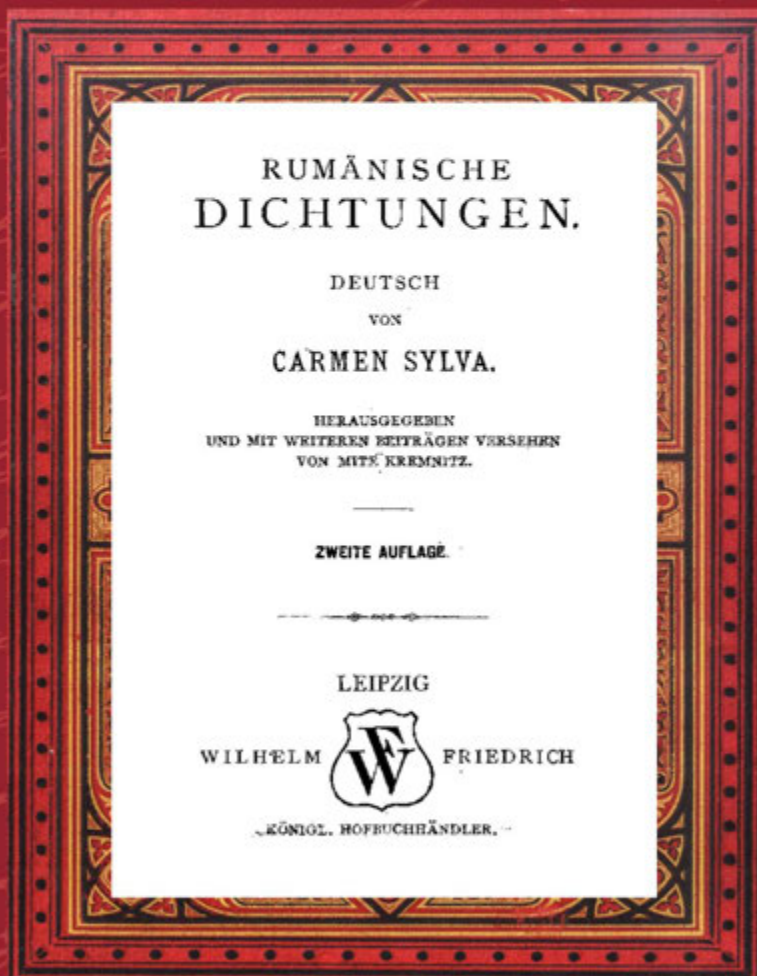 RUMÄNISCHE
DICHTUNGEN.
DEUTSCH
VON
CARMEN SYLVA.
HERAUSGEGEBEN
UND MIT WEITEREN BEITRÄGEN VERSEHEN
VON MITE KREMNITZ.
ZWEITE AUFLAGE.
LEIPZIG
WILHELM WF FRIEDRICH
KÖNIGL. HOFBUCHHÄNDLER.